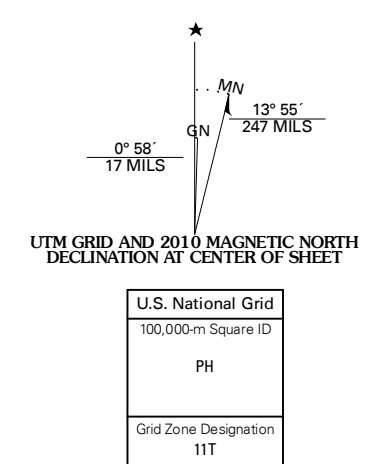 ★
MN
13° 55´
247 MILS
GN
0° 58´
17 MILS
UTM GRID AND 2010 MAGNETIC NORTH
DECLINATION AT CENTER OF SHEET
U.S. National Grid
100,000-m Square ID
PH
Grid Zone Designation
11T